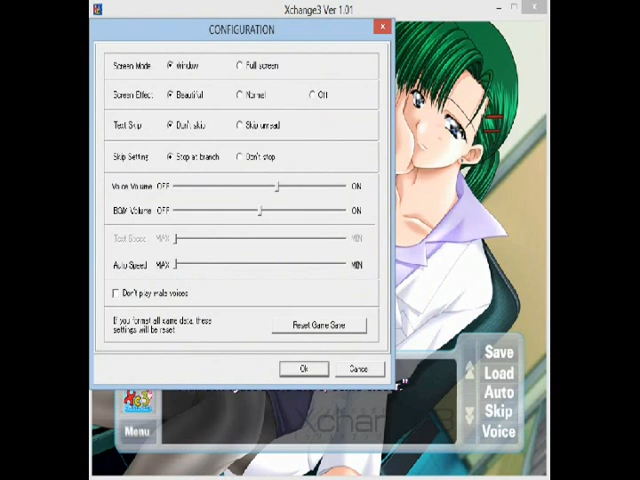 Xchange3 Ver 1.01
CONFIGURATION
Screen Mode Window Full screen
Screen Effect Beautiful Normal Off
Text Skip Don't skip Skip unread
Skip Setting Stop at branch Don't stop
Voice Volume OFF ON
BGM Volume OFF ON
Text Speed MAX MIN
Auto Speed MAX MIN
Don't play male voices
If you format all game data, these
settings will be reset
Reset Game Save
Ok Cancel
Save
Load
Auto
Skip
Voice
Menu
Xchange3